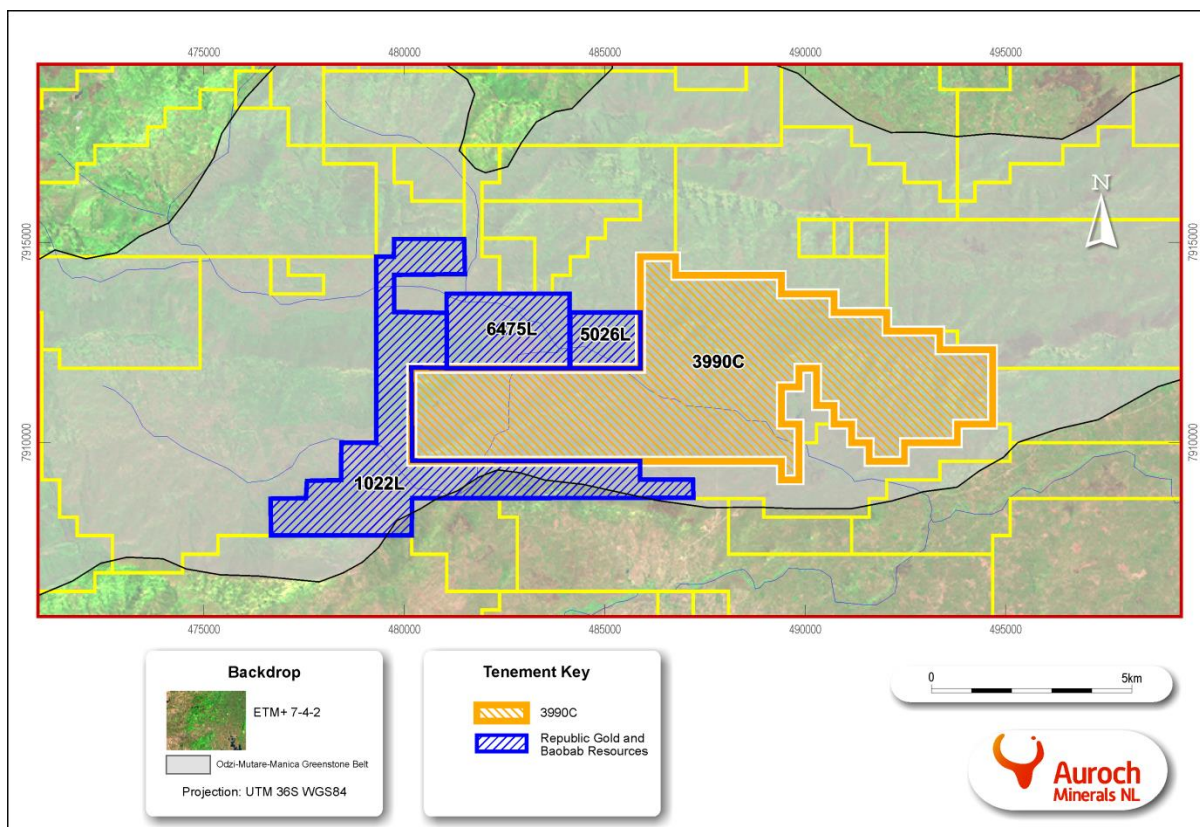 475000 480000 485000 490000 495000
N
7915000
7915000
6475L
5026L
3990C
7910000
7910000
1022L
475000 480000 485000 490000 495000
Backdrop
ETM+ 7-4-2
Odzi-Mutare-Manica Greenstone Belt
Projection: UTM 36S WGS84
Tenement Key
3990C
Republic Gold and
Baobab Resources
0 5km
Auroch
Minerals NL